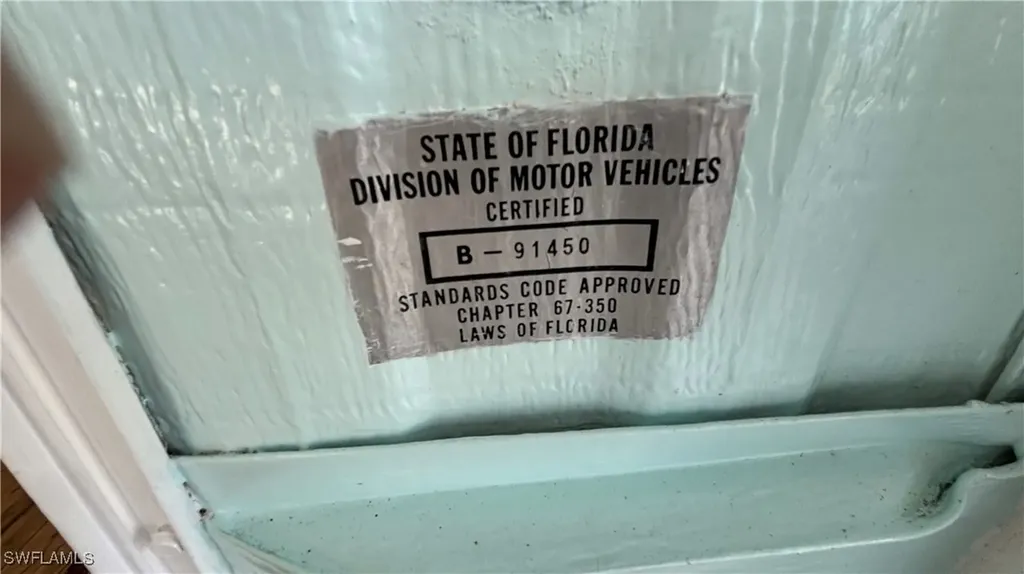 STATE OF FLORIDA
DIVISION OF MOTOR VEHICLES
CERTIFIED
B — 91450
STANDARDS CODE APPROVED
CHAPTER 67-350
LAWS OF FLORIDA
SWFLAMLS